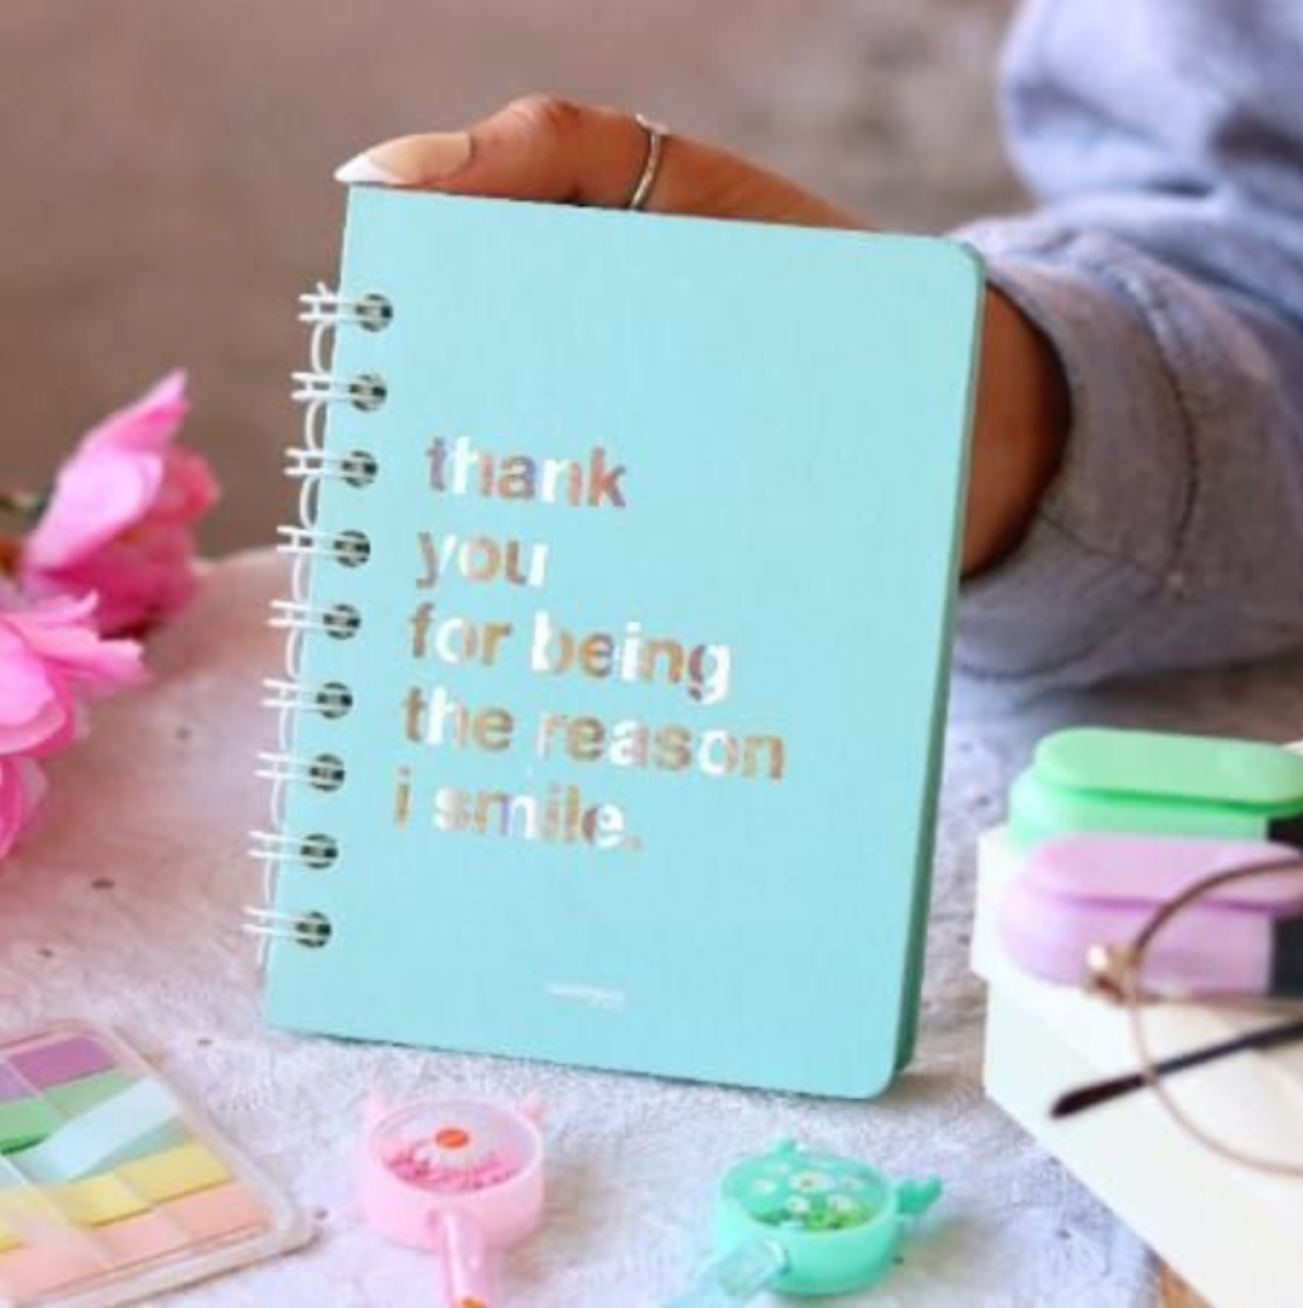 thank
you
for being
the reason
i smile.